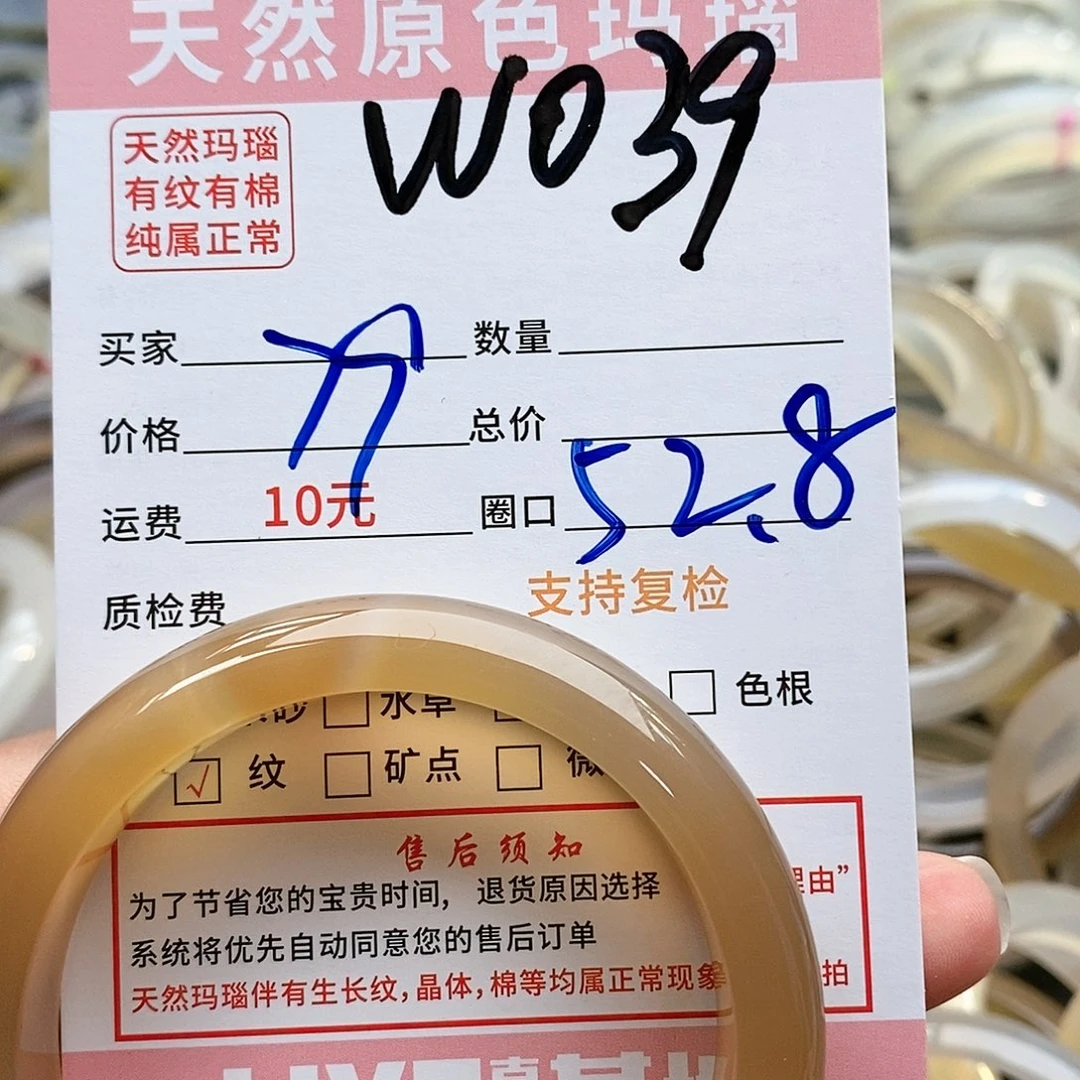 天然原色玛瑙
W039
天然玛瑙
有纹有棉
纯属正常
买家 数量
价格 总价
运费 10元 圈口 52.8
质检费 支持复检
砂 水草 色根
√ 纹 矿点 微
售后须知
为了节省您的宝贵时间, 退货原因选择 理由”
系统将优先自动同意您的售后订单
天然玛瑙伴有生长纹,晶体,棉等均属正常现象 拍